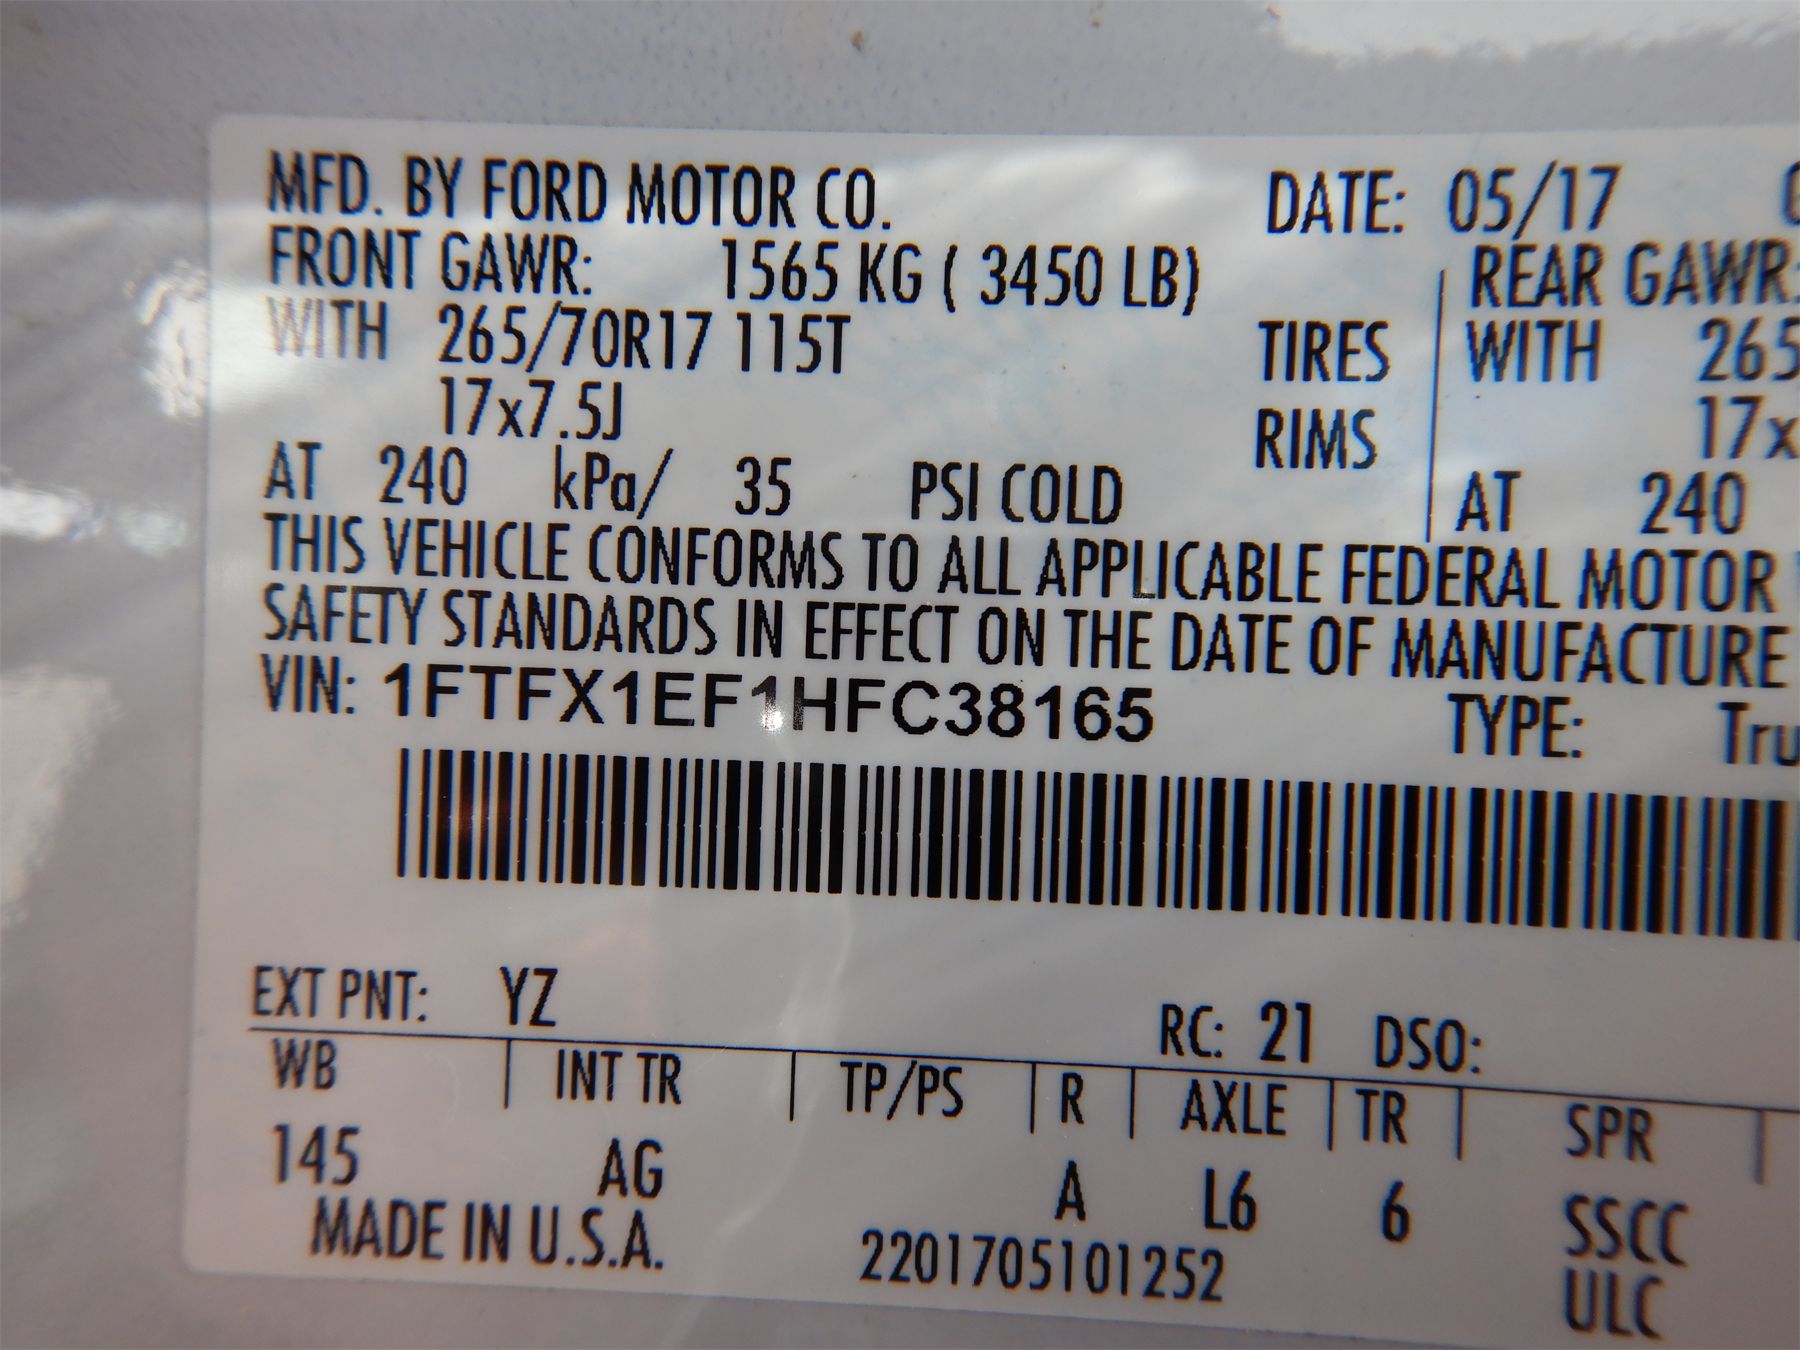 MFD. BY FORD MOTOR CO. DATE: 05/17
FRONT GAWR: 1565 KG ( 3450 LB) REAR GAWR:
WITH 265/70R17 115T TIRES WITH 265
17x7.5J RIMS 17x
AT 240 kPa/ 35 PSI COLD AT 240
THIS VEHICLE CONFORMS TO ALL APPLICABLE FEDERAL MOTOR
SAFETY STANDARDS IN EFFECT ON THE DATE OF MANUFACTURE
VIN: 1FTFX1EF1HFC38165 TYPE: Tru
EXT PNT: YZ RC: 21 DSO:
WB INT TR TP/PS R AXLE TR SPR
145 AG A L6 6 SSCC
MADE IN U.S.A. 2201705101252 ULC